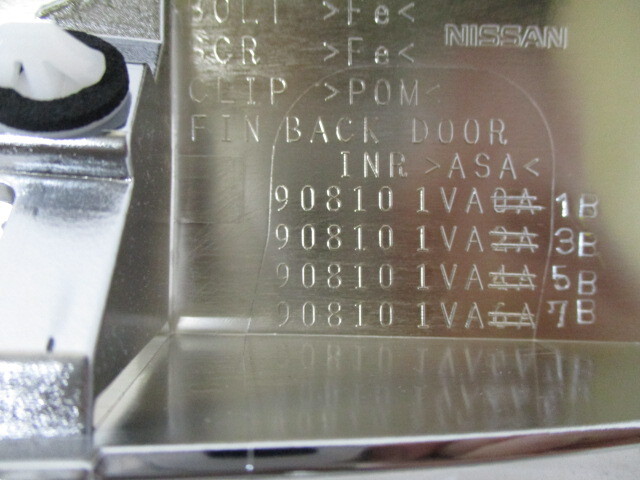 BOLT >Fe<
NISSAN
SCR >Fe<
CLIP >POM<
FIN BACK DOOR
INR >ASA<
90810 1VA0A 1B
90810 1VA2A 3B
90810 1VA4A 5B
90810 1VA6A 7B